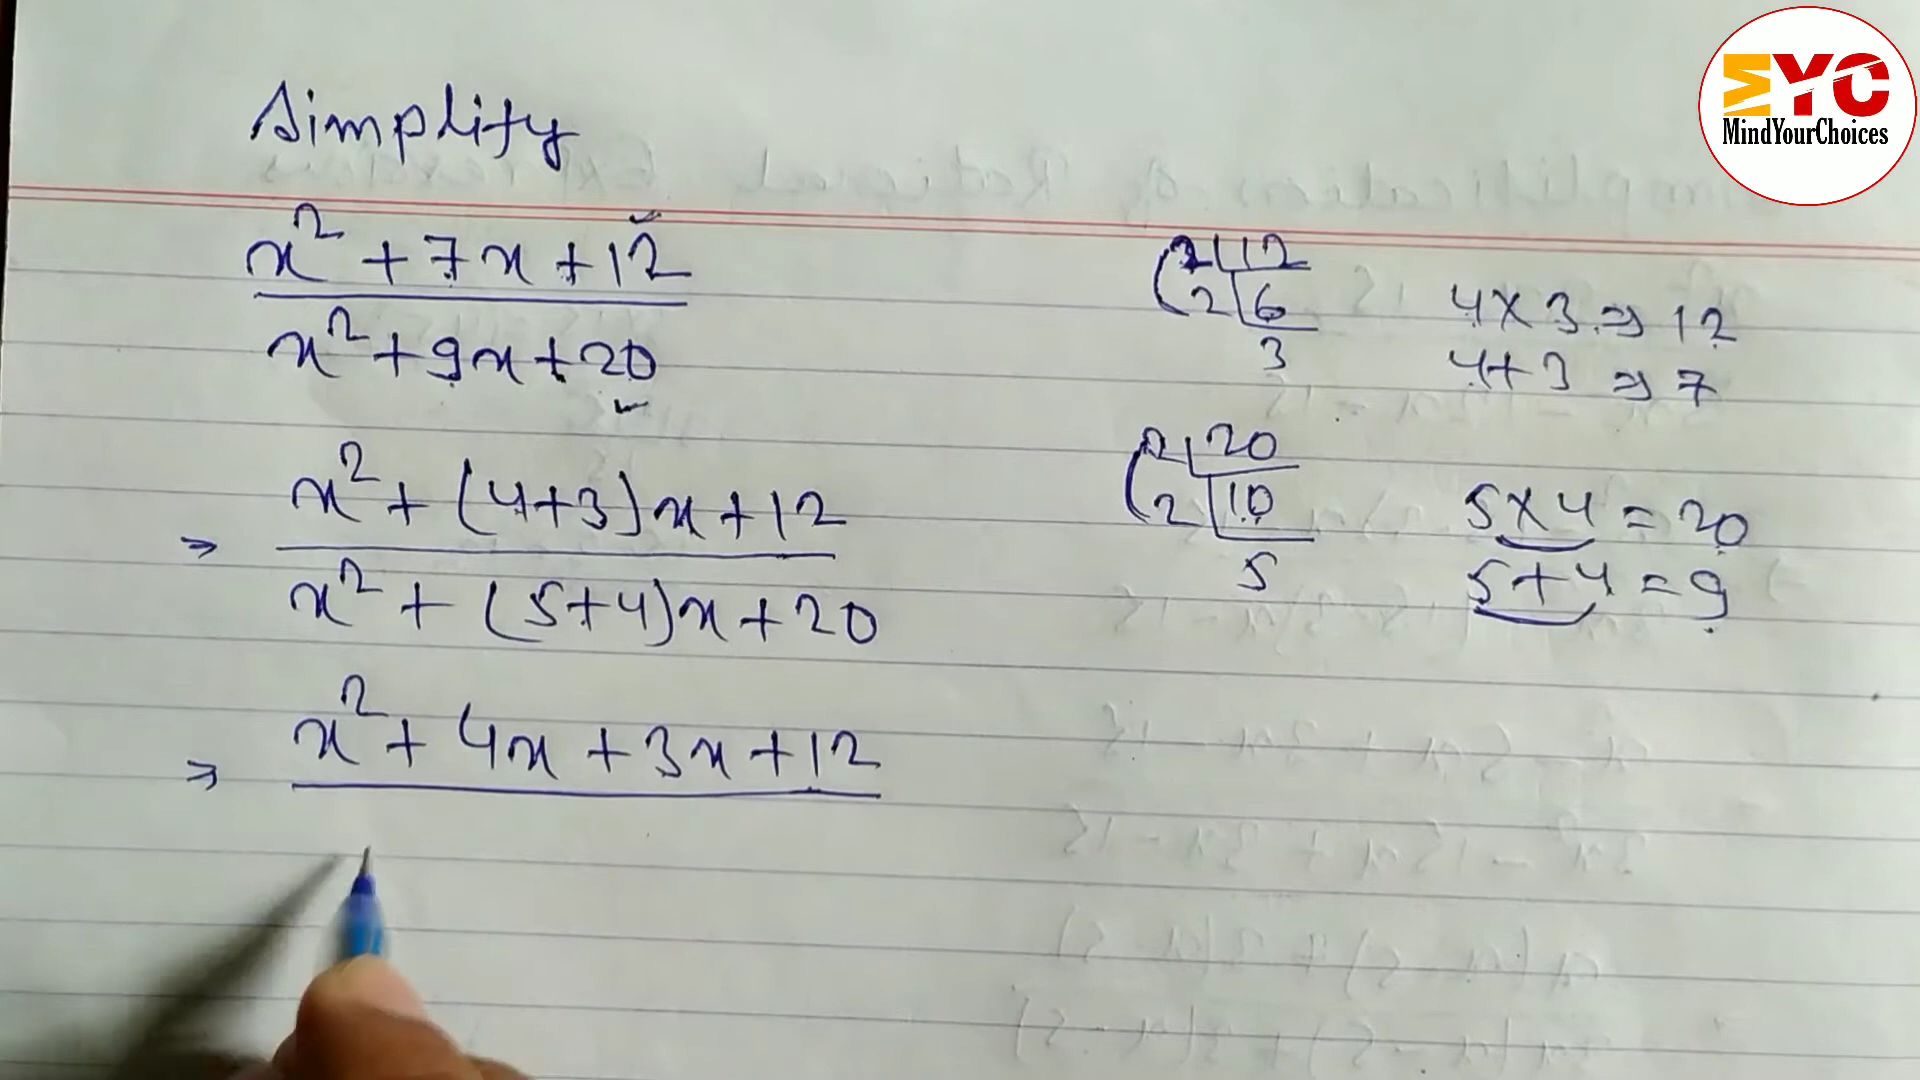 MYC
MindYourChoices
Simplify
x² + 7x + 12
x² + 9x + 20
⇒ x² + (4+3)x + 12
x² + (5+4)x + 20
⇒ x² + 4x + 3x + 12
2 12
2 6
3
4 × 3 ⇒ 12
4 + 3 ⇒ 7
2 20
2 10
5
5 × 4 = 20
5 + 4 = 9